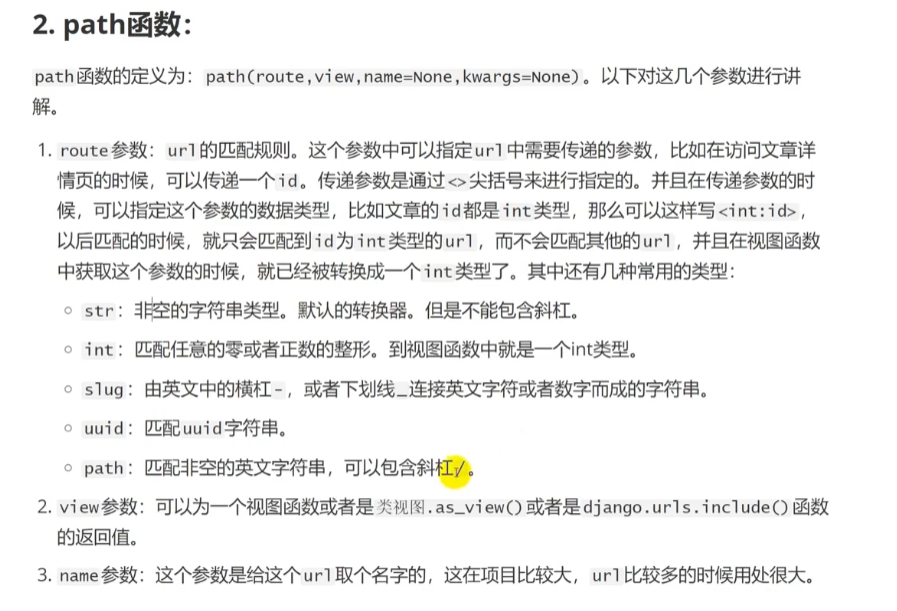 2. path函数：
path函数的定义为：path(route,view,name=None,kwargs=None)。以下对这几个参数进行讲
解。
1. route参数：url的匹配规则。这个参数中可以指定url中需要传递的参数，比如在访问文章详
情页的时候，可以传递一个id。传递参数是通过<>尖括号来进行指定的。并且在传递参数的时
候，可以指定这个参数的数据类型，比如文章的id都是int类型，那么可以这样写<int:id>，
以后匹配的时候，就只会匹配到id为int类型的url，而不会匹配其他的url，并且在视图函数
中获取这个参数的时候，就已经被转换成一个int类型了。其中还有几种常用的类型：
○ str：非空的字符串类型。默认的转换器。但是不能包含斜杠。
○ int：匹配任意的零或者正数的整形。到视图函数中就是一个int类型。
○ slug：由英文中的横杠-，或者下划线_连接英文字符或者数字而成的字符串。
○ uuid：匹配uuid字符串。
○ path：匹配非空的英文字符串，可以包含斜杠/。
2. view参数：可以为一个视图函数或者是类视图.as_view()或者是django.urls.include()函数
的返回值。
3. name参数：这个参数是给这个url取个名字的，这在项目比较大，url比较多的时候用处很大。